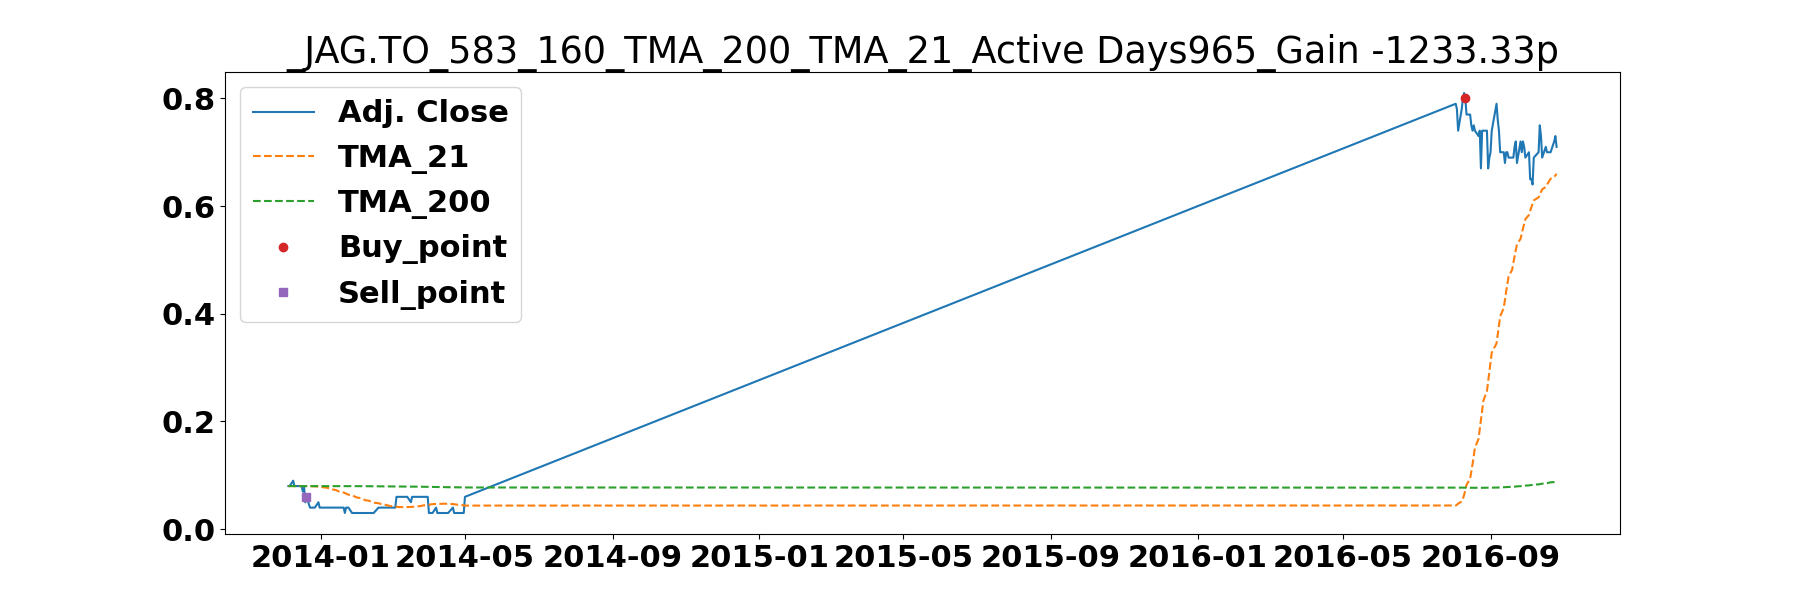 _JAG.TO_583_160_TMA_200_TMA_21_Active Days965_Gain -1233.33p
0.8
0.6
0.4
0.2
0.0
Adj. Close
TMA_21
TMA_200
Buy_point
Sell_point
2014-01 2014-05 2014-09 2015-01 2015-05 2015-09 2016-01 2016-05 2016-09